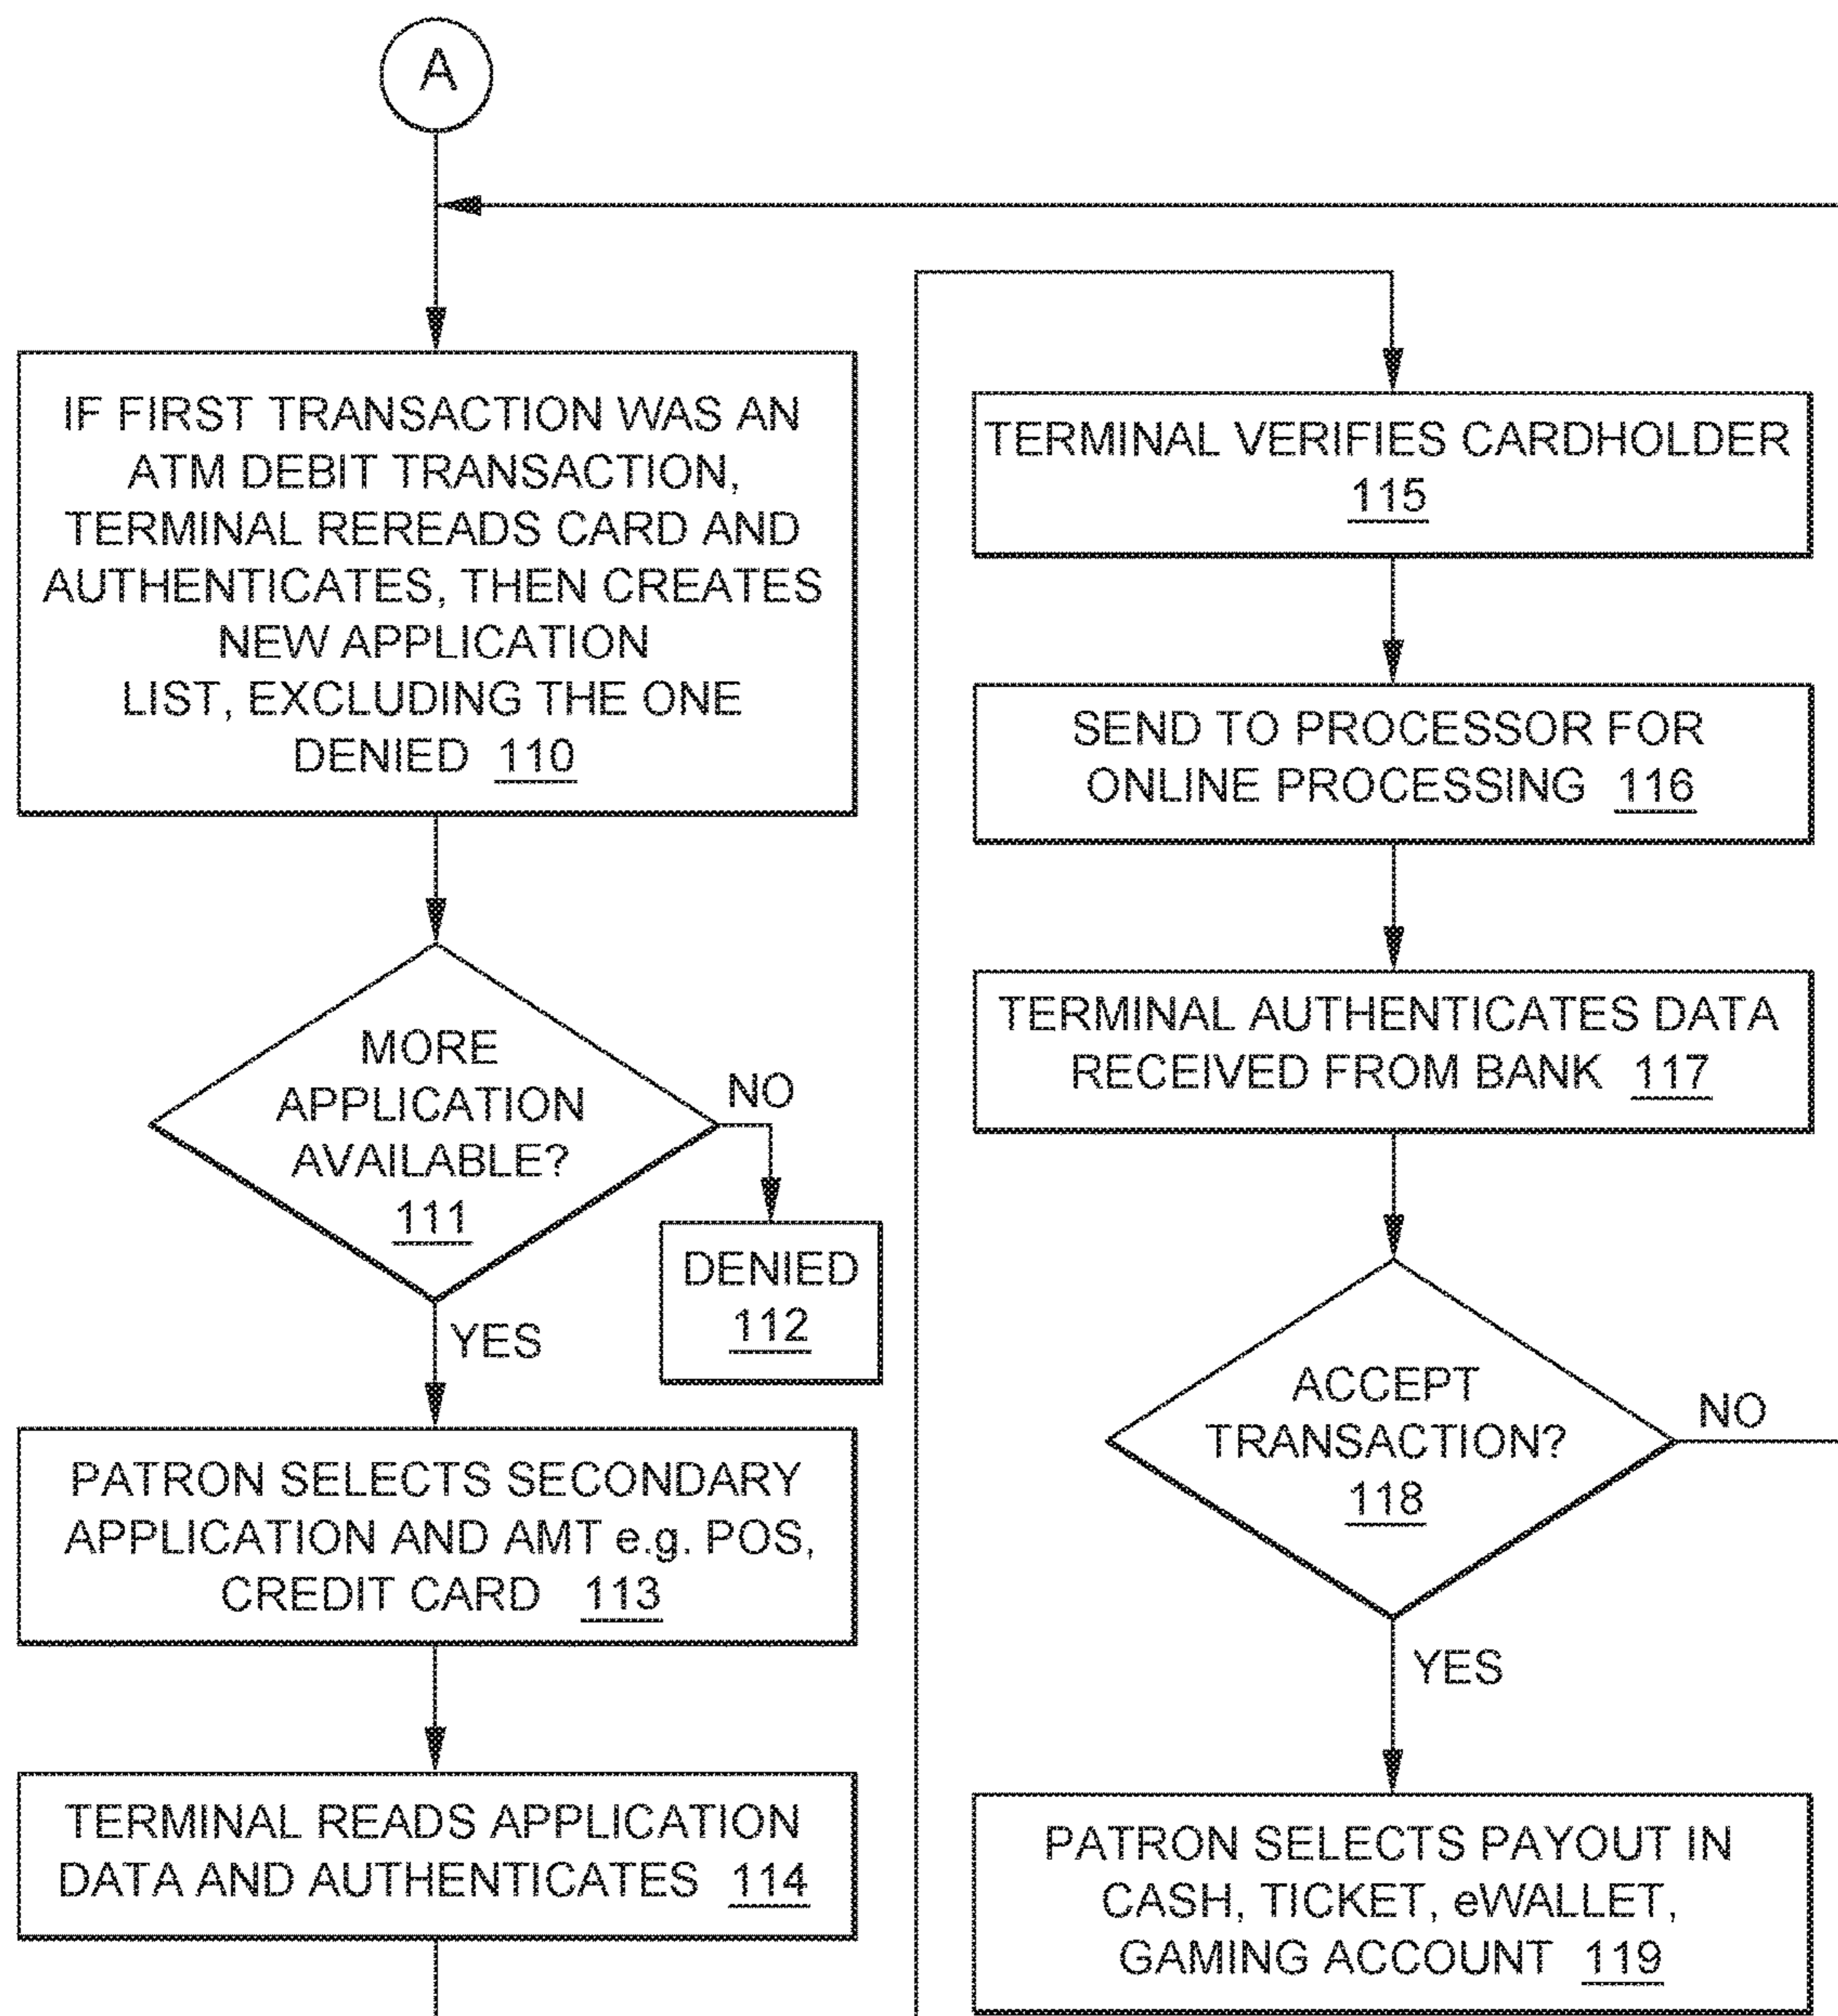 A
IF FIRST TRANSACTION WAS AN
ATM DEBIT TRANSACTION,
TERMINAL REREADS CARD AND
AUTHENTICATES, THEN CREATES
NEW APPLICATION
LIST, EXCLUDING THE ONE
DENIED 110
MORE
APPLICATION
AVAILABLE?
111
NO
DENIED
112
YES
PATRON SELECTS SECONDARY
APPLICATION AND AMT e.g. POS,
CREDIT CARD 113
TERMINAL READS APPLICATION
DATA AND AUTHENTICATES 114
TERMINAL VERIFIES CARDHOLDER
115
SEND TO PROCESSOR FOR
ONLINE PROCESSING 116
TERMINAL AUTHENTICATES DATA
RECEIVED FROM BANK 117
ACCEPT
TRANSACTION?
118
NO
YES
PATRON SELECTS PAYOUT IN
CASH, TICKET, eWALLET,
GAMING ACCOUNT 119